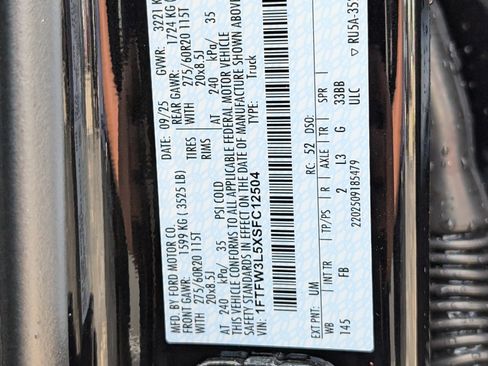 MFD. BY FORD MOTOR CO.
DATE: 09/25 GVWR: 3221 K
FRONT GAWR: 1599 KG (3525 LB) REAR GAWR: 1724 KG (
WITH 275/60R20 115T TIRES WITH 275/60R20 115T
20x8.5J RIMS 20x8.5J
AT 240 kPa/ 35 PSI COLD AT 240 kPa/ 35
THIS VEHICLE CONFORMS TO ALL APPLICABLE FEDERAL MOTOR VEHICLE
SAFETY STANDARDS IN EFFECT ON THE DATE OF MANUFACTURE SHOWN ABOVE
VIN: 1FTFW3L5XSFC12504 TYPE: Truck
EXT PNT: UM RC: 52 DSO:
WB INT TR TP/PS R AXLE TR SPR
145 FB 2 L3 G 33BB
2202509185479 ULC
▽ RU5A-35